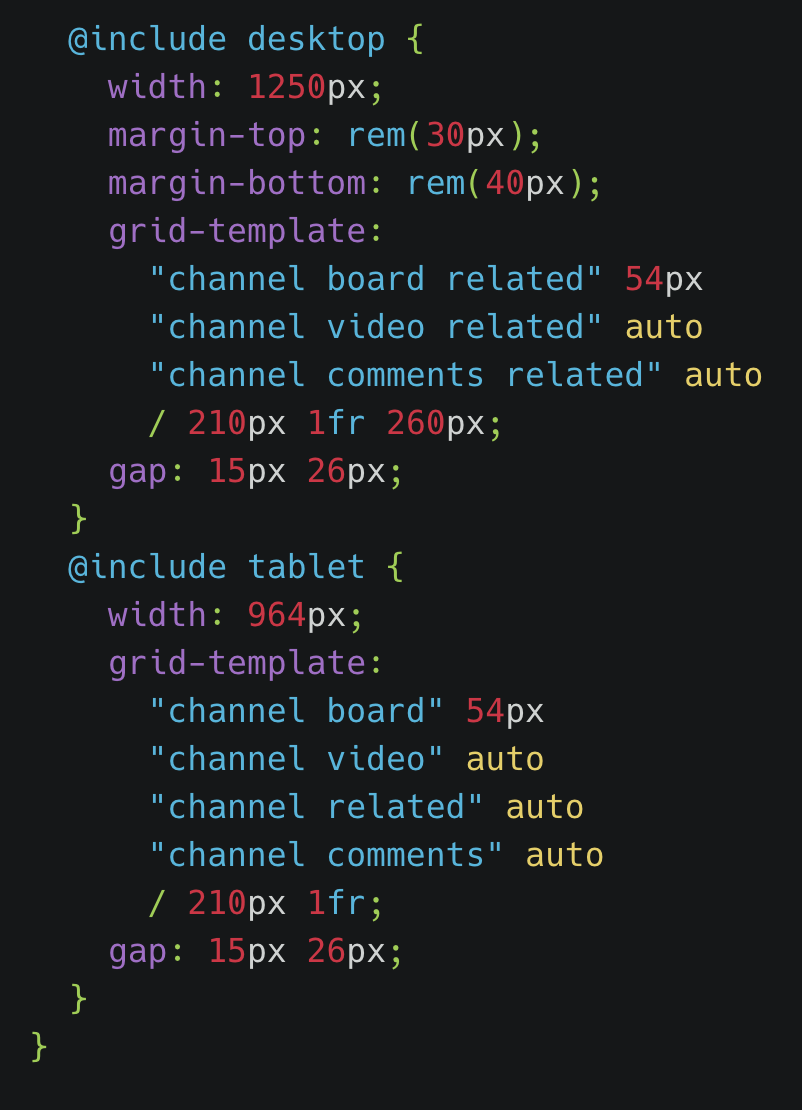 @include desktop {
width: 1250px;
margin-top: rem(30px);
margin-bottom: rem(40px);
grid-template:
"channel board related" 54px
"channel video related" auto
"channel comments related" auto
/ 210px 1fr 260px;
gap: 15px 26px;
}
@include tablet {
width: 964px;
grid-template:
"channel board" 54px
"channel video" auto
"channel related" auto
"channel comments" auto
/ 210px 1fr;
gap: 15px 26px;
}
}